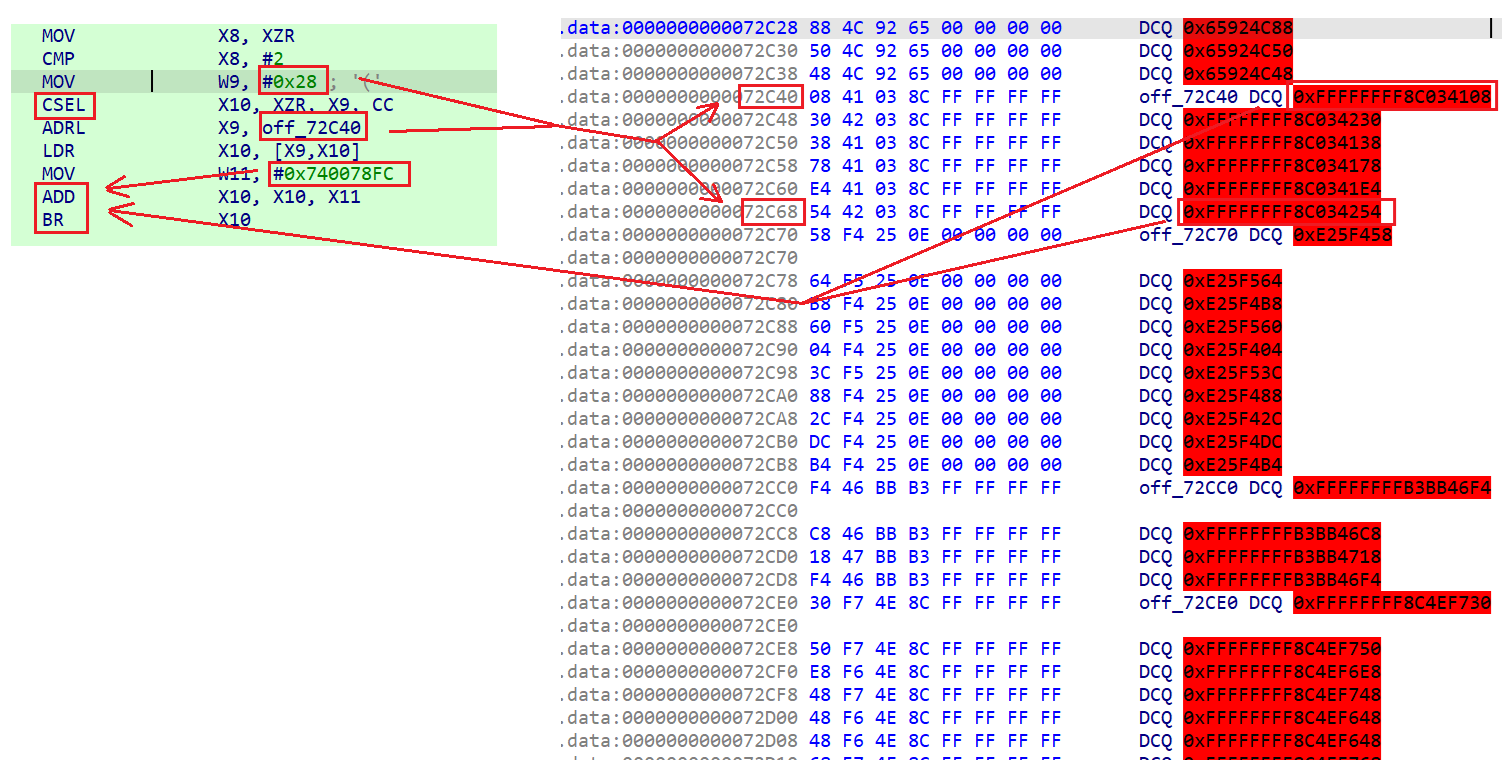 MOV X8, XZR
CMP X8, #2
MOV W9, #0x28 ; '('
CSEL X10, XZR, X9, CC
ADRL X9, off_72C40
LDR X10, [X9,X10]
MOV W11, #0x740078FC
ADD X10, X10, X11
BR X10
.data:0000000000072C28 88 4C 92 65 00 00 00 00 DCQ 0x65924C88
.data:0000000000072C30 50 4C 92 65 00 00 00 00 DCQ 0x65924C50
.data:0000000000072C38 48 4C 92 65 00 00 00 00 DCQ 0x65924C48
.data:0000000000072C40 08 41 03 8C FF FF FF FF off_72C40 DCQ 0xFFFFFFFF8C034108
.data:0000000000072C48 30 42 03 8C FF FF FF FF DCQ 0xFFFFFFFF8C034230
.data:0000000000072C50 38 41 03 8C FF FF FF FF DCQ 0xFFFFFFFF8C034138
.data:0000000000072C58 78 41 03 8C FF FF FF FF DCQ 0xFFFFFFFF8C034178
.data:0000000000072C60 E4 41 03 8C FF FF FF FF DCQ 0xFFFFFFFF8C0341E4
.data:0000000000072C68 54 42 03 8C FF FF FF FF DCQ 0xFFFFFFFF8C034254
.data:0000000000072C70 58 F4 25 0E 00 00 00 00 off_72C70 DCQ 0xE25F458
.data:0000000000072C70
.data:0000000000072C78 64 F5 25 0E 00 00 00 00 DCQ 0xE25F564
.data:0000000000072C80 B8 F4 25 0E 00 00 00 00 DCQ 0xE25F4B8
.data:0000000000072C88 60 F5 25 0E 00 00 00 00 DCQ 0xE25F560
.data:0000000000072C90 04 F4 25 0E 00 00 00 00 DCQ 0xE25F404
.data:0000000000072C98 3C F5 25 0E 00 00 00 00 DCQ 0xE25F53C
.data:0000000000072CA0 88 F4 25 0E 00 00 00 00 DCQ 0xE25F488
.data:0000000000072CA8 2C F4 25 0E 00 00 00 00 DCQ 0xE25F42C
.data:0000000000072CB0 DC F4 25 0E 00 00 00 00 DCQ 0xE25F4DC
.data:0000000000072CB8 B4 F4 25 0E 00 00 00 00 DCQ 0xE25F4B4
.data:0000000000072CC0 F4 46 BB B3 FF FF FF FF off_72CC0 DCQ 0xFFFFFFFFB3BB46F4
.data:0000000000072CC0
.data:0000000000072CC8 C8 46 BB B3 FF FF FF FF DCQ 0xFFFFFFFFB3BB46C8
.data:0000000000072CD0 18 47 BB B3 FF FF FF FF DCQ 0xFFFFFFFFB3BB4718
.data:0000000000072CD8 F4 46 BB B3 FF FF FF FF DCQ 0xFFFFFFFFB3BB46F4
.data:0000000000072CE0 30 F7 4E 8C FF FF FF FF off_72CE0 DCQ 0xFFFFFFFF8C4EF730
.data:0000000000072CE0
.data:0000000000072CE8 50 F7 4E 8C FF FF FF FF DCQ 0xFFFFFFFF8C4EF750
.data:0000000000072CF0 E8 F6 4E 8C FF FF FF FF DCQ 0xFFFFFFFF8C4EF6E8
.data:0000000000072CF8 48 F7 4E 8C FF FF FF FF DCQ 0xFFFFFFFF8C4EF748
.data:0000000000072D00 48 F6 4E 8C FF FF FF FF DCQ 0xFFFFFFFF8C4EF648
.data:0000000000072D08 48 F6 4E 8C FF FF FF FF DCQ 0xFFFFFFFF8C4EF648